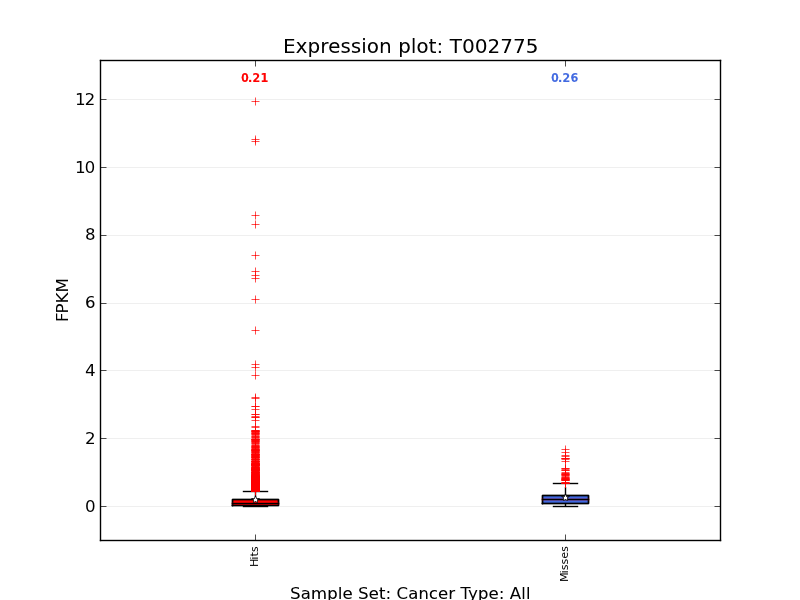 Expression plot: T002775
0.21
0.26
12
10
8
6
4
2
0
FPKM
Hits
Misses
Sample Set: Cancer Type: All